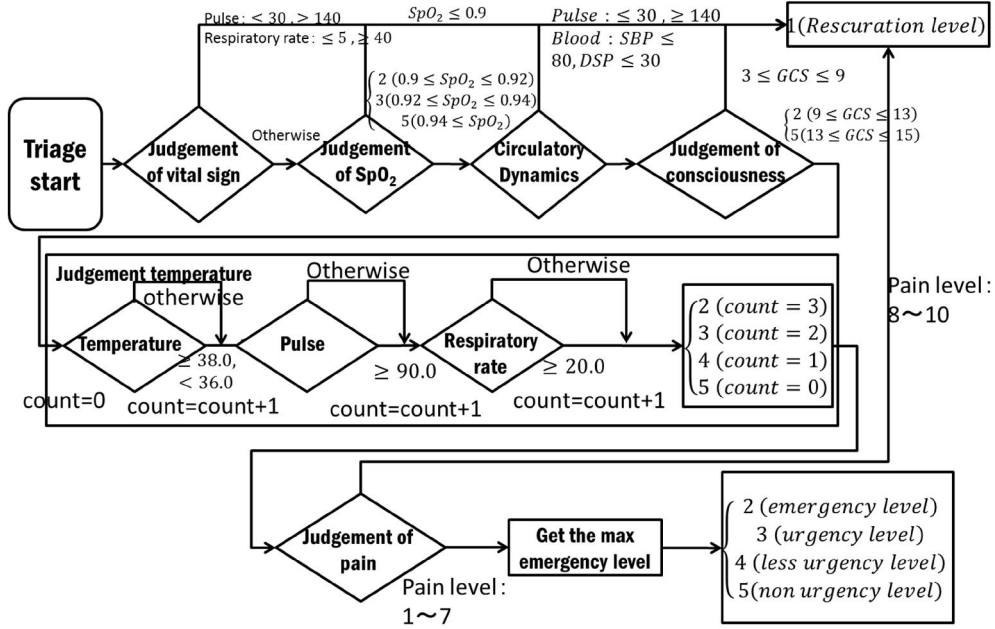 Pulse: < 30, > 140
Respiratory rate: ≤ 5, ≥ 40
SpO₂ ≤ 0.9
Pulse : ≤ 30, ≥ 140
Blood : SBP ≤
80, DSP ≤ 30
1(Rescuration level)
3 ≤ GCS ≤ 9
2 (0.9 ≤ SpO₂ ≤ 0.92)
3(0.92 ≤ SpO₂ ≤ 0.94)
5(0.94 ≤ SpO₂)
2 (9 ≤ GCS ≤ 13)
5(13 ≤ GCS ≤ 15)
Triage
start
Judgement
of vital sign
Otherwise
Judgement
of SpO₂
Circulatory
Dynamics
Judgement of
consciousness
Judgement temperature
otherwise
Otherwise
Otherwise
Temperature
≥ 38.0,
< 36.0
Pulse
≥ 90.0
Respiratory
rate
≥ 20.0
2 (count = 3)
3 (count = 2)
4 (count = 1)
5 (count = 0)
count=0
count=count+1
count=count+1
count=count+1
Pain level :
8～10
Judgement of
pain
Pain level :
1～7
Get the max
emergency level
2 (emergency level)
3 (urgency level)
4 (less urgency level)
5(non urgency level)